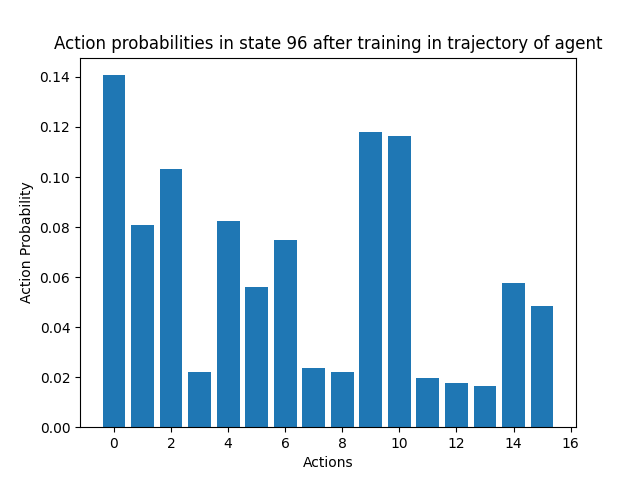 Action probabilities in state 96 after training in trajectory of agent
0.14
0.12
0.10
0.08
0.06
0.04
0.02
0.00
Action Probability
0 2 4 6 8 10 12 14 16
Actions